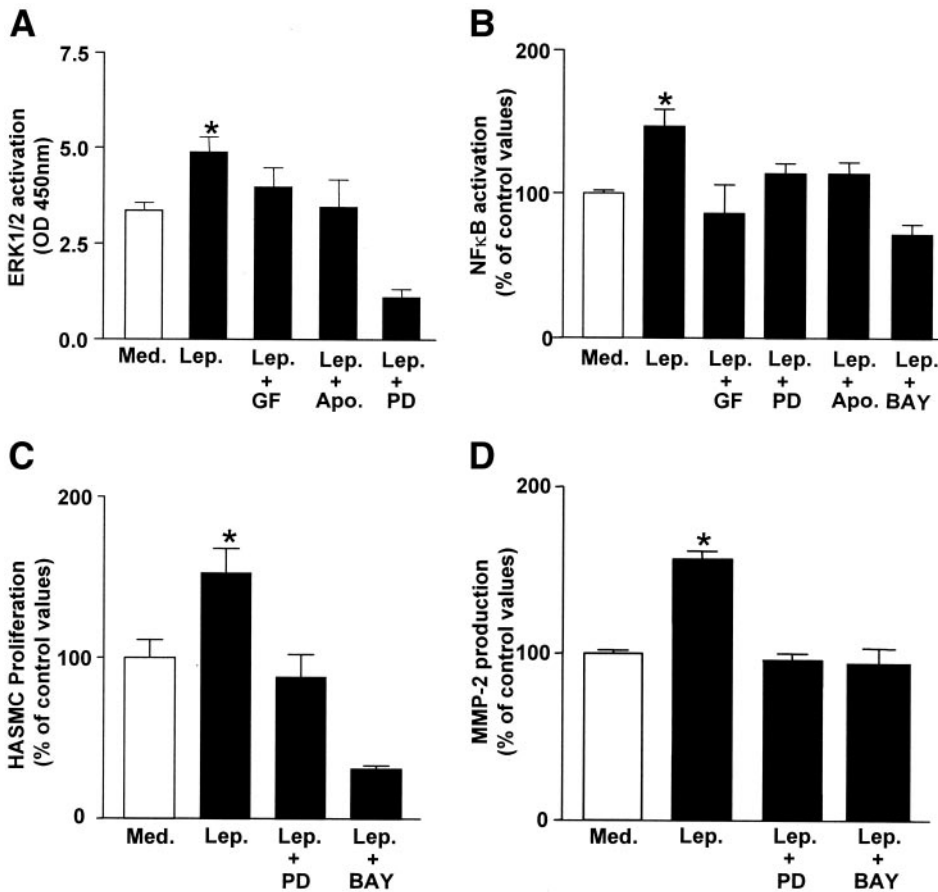 A
ERK1/2 activation
(OD 450nm)
7.5
5.0
2.5
0.0
*
Med.
Lep.
Lep.
+
GF
Lep.
+
Apo.
Lep.
+
PD
B
NFκB activation
(% of control values)
200
100
0
*
Med.
Lep.
Lep.
+
GF
Lep.
+
PD
Lep.
+
Apo.
Lep.
+
BAY
C
HASMC Proliferation
(% of control values)
200
100
0
*
Med.
Lep.
Lep.
+
PD
Lep.
+
BAY
D
MMP-2 production
(% of control values)
200
100
0
*
Med.
Lep.
Lep.
+
PD
Lep.
+
BAY